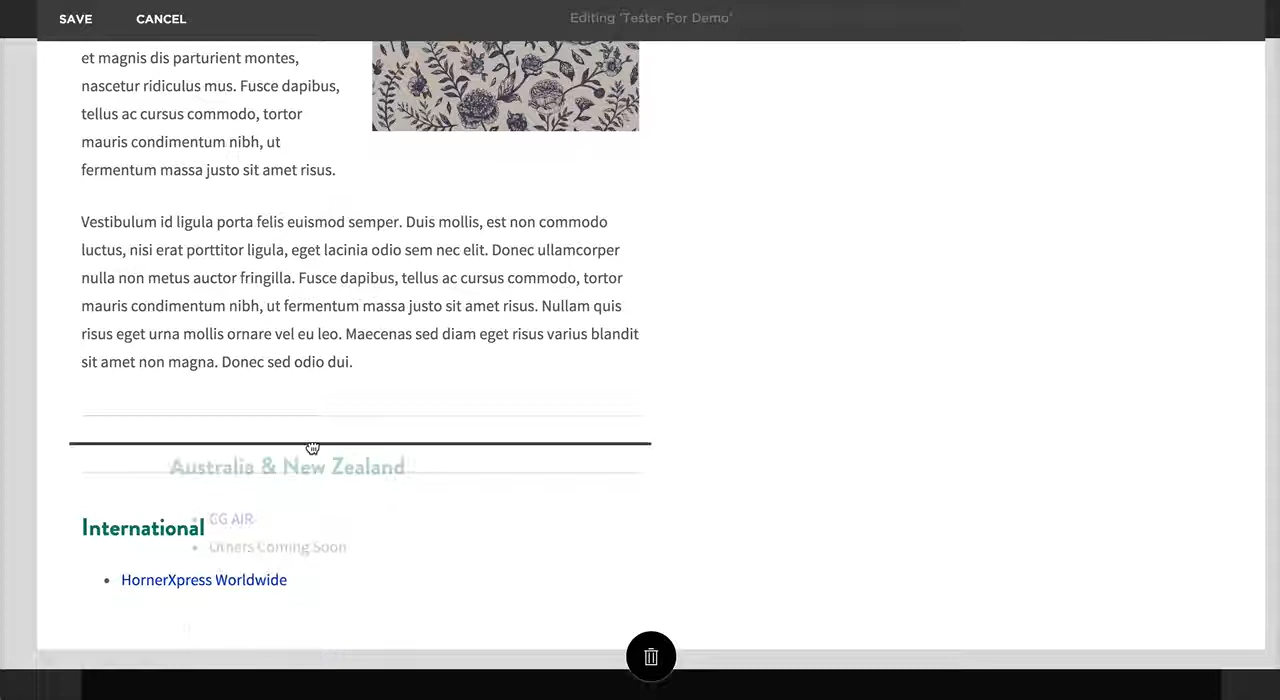 SAVE CANCEL Editing 'Tester For Demo'
et magnis dis parturient montes,
nascetur ridiculus mus. Fusce dapibus,
tellus ac cursus commodo, tortor
mauris condimentum nibh, ut
fermentum massa justo sit amet risus.
Vestibulum id ligula porta felis euismod semper. Duis mollis, est non commodo
luctus, nisi erat porttitor ligula, eget lacinia odio sem nec elit. Donec ullamcorper
nulla non metus auctor fringilla. Fusce dapibus, tellus ac cursus commodo, tortor
mauris condimentum nibh, ut fermentum massa justo sit amet risus. Nullam quis
risus eget urna mollis ornare vel eu leo. Maecenas sed diam eget risus varius blandit
sit amet non magna. Donec sed odio dui.
Australia & New Zealand
CG AIR
Others Coming Soon
International
HornerXpress Worldwide